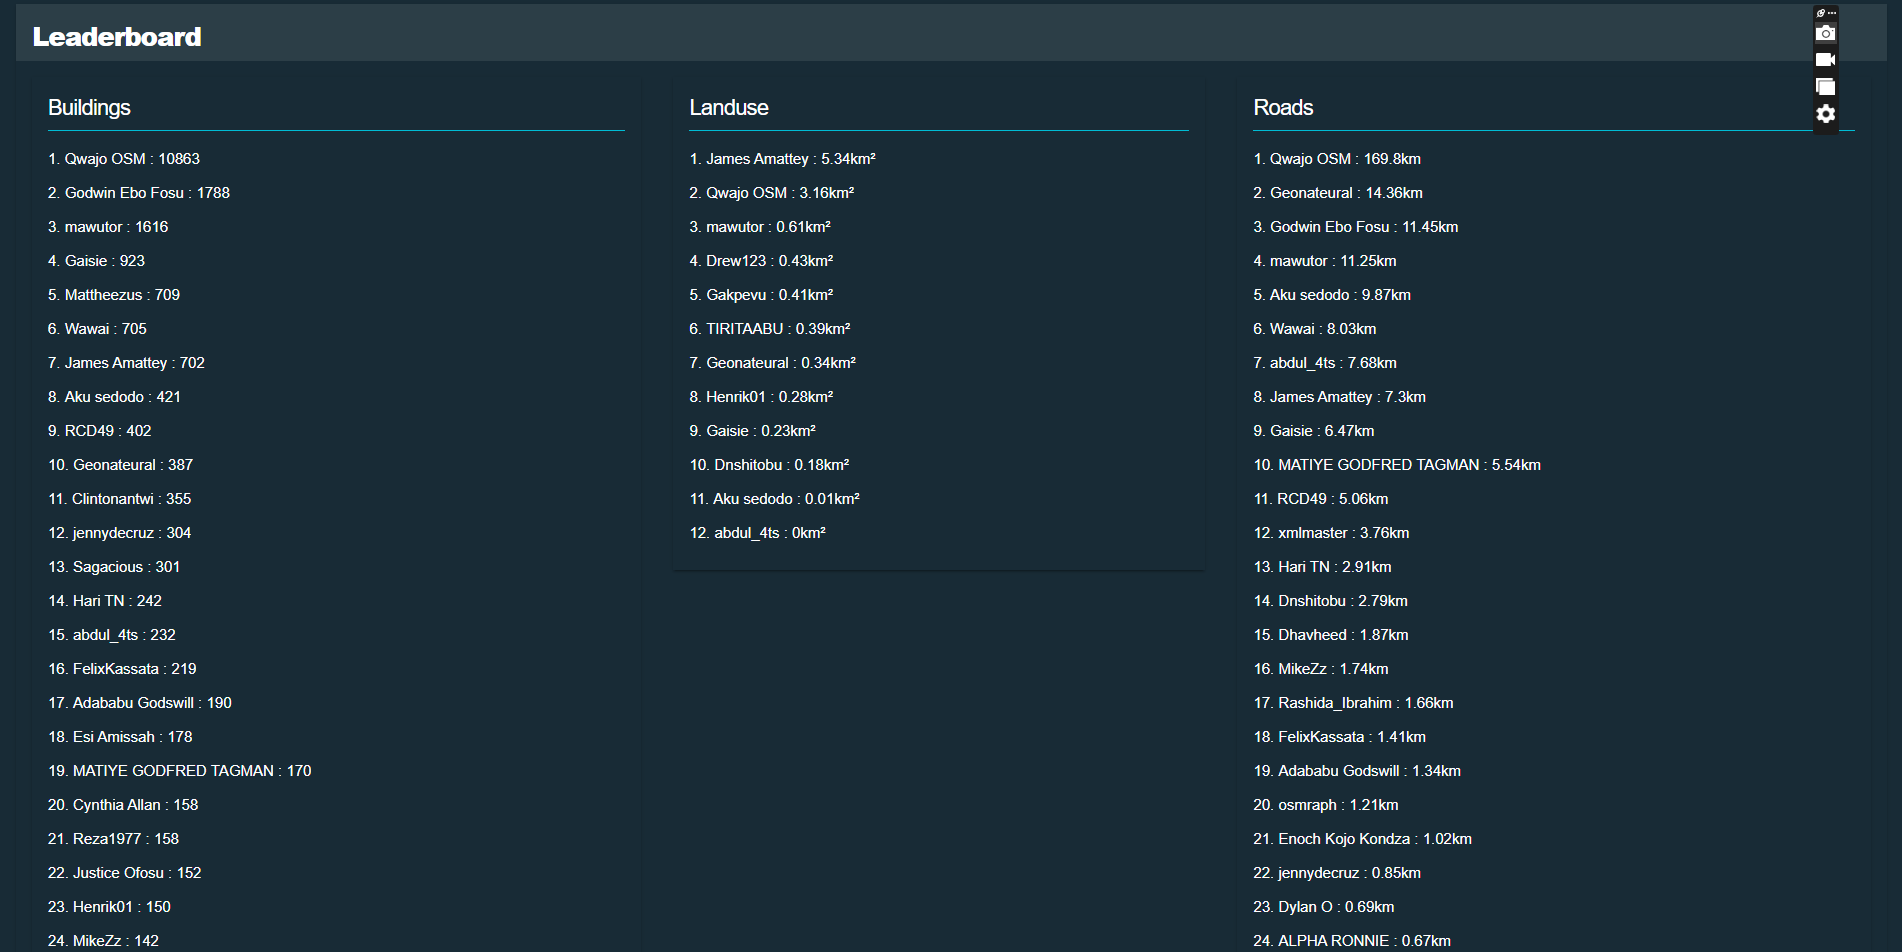 Leaderboard
Buildings
1. Qwajo OSM : 10863
2. Godwin Ebo Fosu : 1788
3. mawutor : 1616
4. Gaisie : 923
5. Mattheezus : 709
6. Wawai : 705
7. James Amattey : 702
8. Aku sedodo : 421
9. RCD49 : 402
10. Geonateural : 387
11. Clintonantwi : 355
12. jennydecruz : 304
13. Sagacious : 301
14. Hari TN : 242
15. abdul_4ts : 232
16. FelixKassata : 219
17. Adababu Godswill : 190
18. Esi Amissah : 178
19. MATIYE GODFRED TAGMAN : 170
20. Cynthia Allan : 158
21. Reza1977 : 158
22. Justice Ofosu : 152
23. Henrik01 : 150
24. MikeZz : 142
Landuse
1. James Amattey : 5.34km²
2. Qwajo OSM : 3.16km²
3. mawutor : 0.61km²
4. Drew123 : 0.43km²
5. Gakpevu : 0.41km²
6. TIRITAABU : 0.39km²
7. Geonateural : 0.34km²
8. Henrik01 : 0.28km²
9. Gaisie : 0.23km²
10. Dnshitobu : 0.18km²
11. Aku sedodo : 0.01km²
12. abdul_4ts : 0km²
Roads
1. Qwajo OSM : 169.8km
2. Geonateural : 14.36km
3. Godwin Ebo Fosu : 11.45km
4. mawutor : 11.25km
5. Aku sedodo : 9.87km
6. Wawai : 8.03km
7. abdul_4ts : 7.68km
8. James Amattey : 7.3km
9. Gaisie : 6.47km
10. MATIYE GODFRED TAGMAN : 5.54km
11. RCD49 : 5.06km
12. xmlmaster : 3.76km
13. Hari TN : 2.91km
14. Dnshitobu : 2.79km
15. Dhavheed : 1.87km
16. MikeZz : 1.74km
17. Rashida_Ibrahim : 1.66km
18. FelixKassata : 1.41km
19. Adababu Godswill : 1.34km
20. osmraph : 1.21km
21. Enoch Kojo Kondza : 1.02km
22. jennydecruz : 0.85km
23. Dylan O : 0.69km
24. ALPHA RONNIE : 0.67km